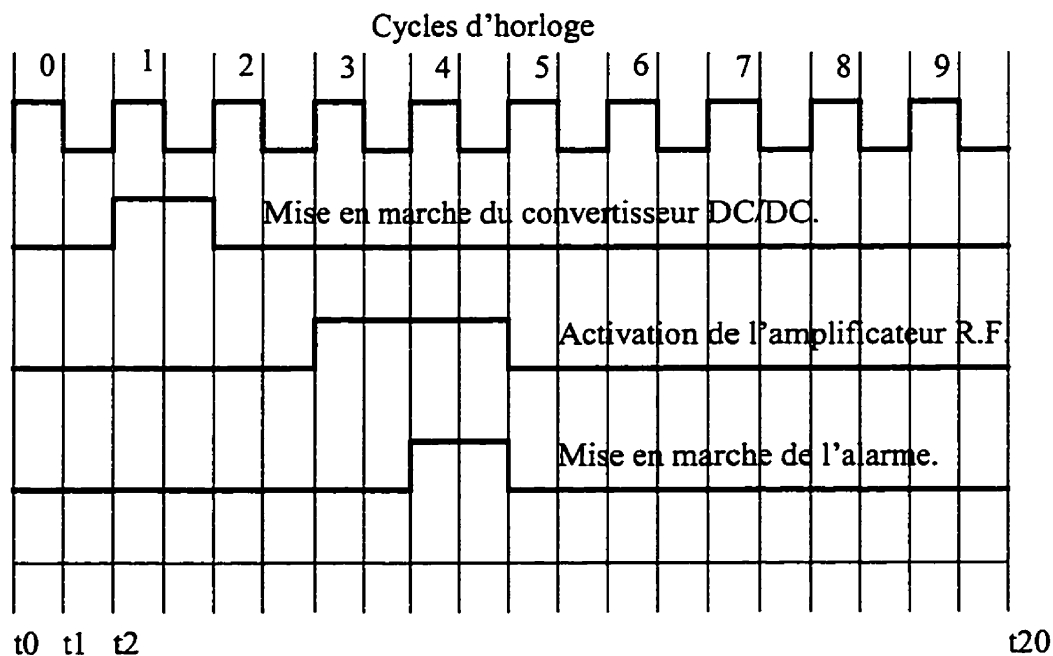 Cycles d'horloge
0 1 2 3 4 5 6 7 8 9
Mise en marche du convertisseur DC/DC.
Activation de l'amplificateur R.F.
Mise en marche de l'alarme.
t0 t1 t2 t20